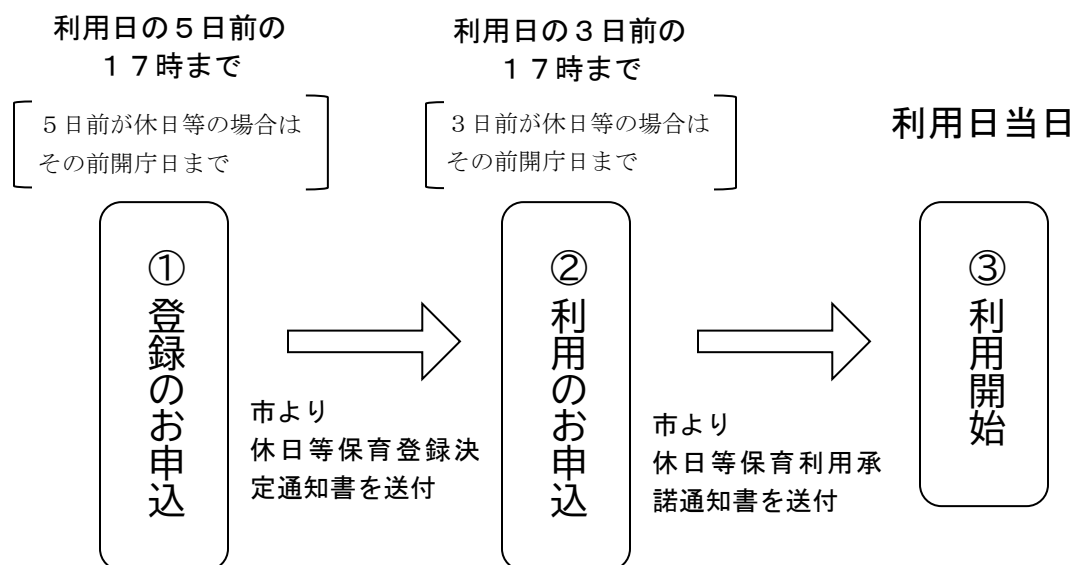 利用日の５日前の
１７時まで
５日前が休日等の場合は
その前開庁日まで
①登録のお申込
市より
休日等保育登録決
定通知書を送付
利用日の３日前の
１７時まで
３日前が休日等の場合は
その前開庁日まで
②利用のお申込
市より
休日等保育利用承
諾通知書を送付
利用日当日
③利用開始